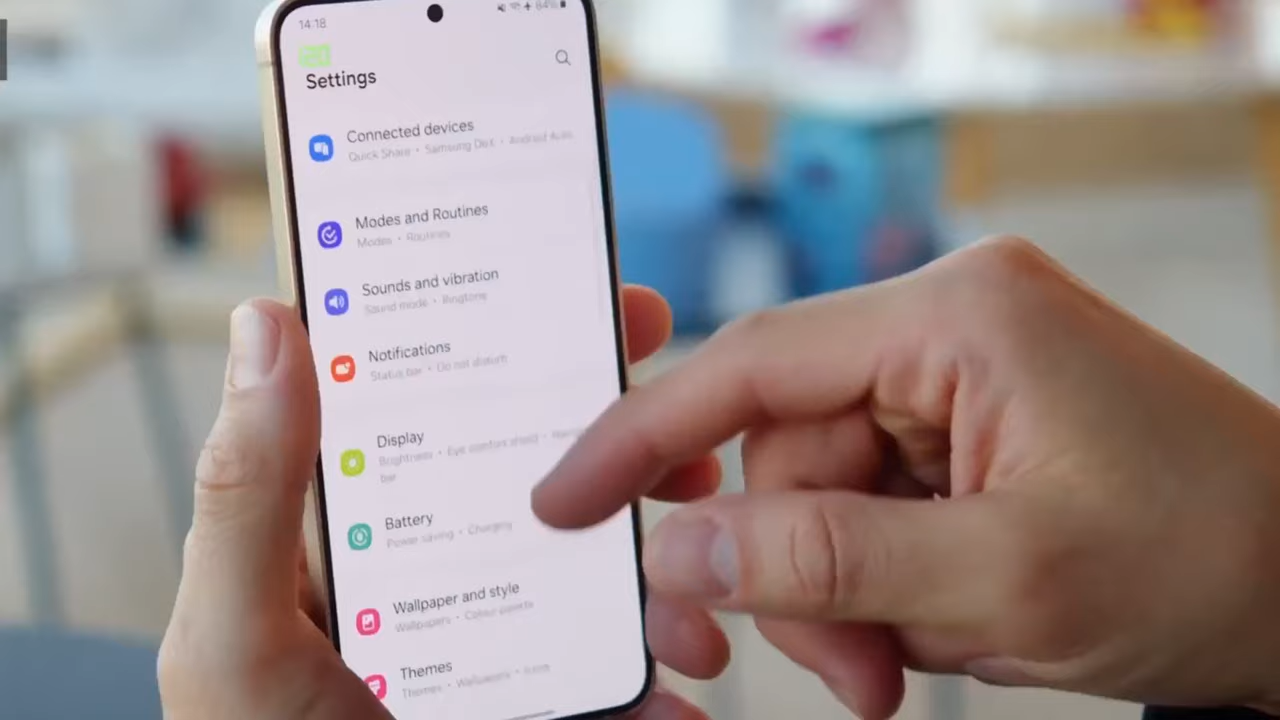 14:18
84%
Settings
Connected devices
Quick Share • Samsung DeX • Android Auto
Modes and Routines
Modes • Routines
Sounds and vibration
Sound mode • Ringtone
Notifications
Status bar • Do not disturb
Display
Brightness • Eye comfort shield •
bar
Battery
Power saving • Charging
Wallpaper and style
Wallpapers • Colour palette
Themes
Themes • Wallpapers • Icons